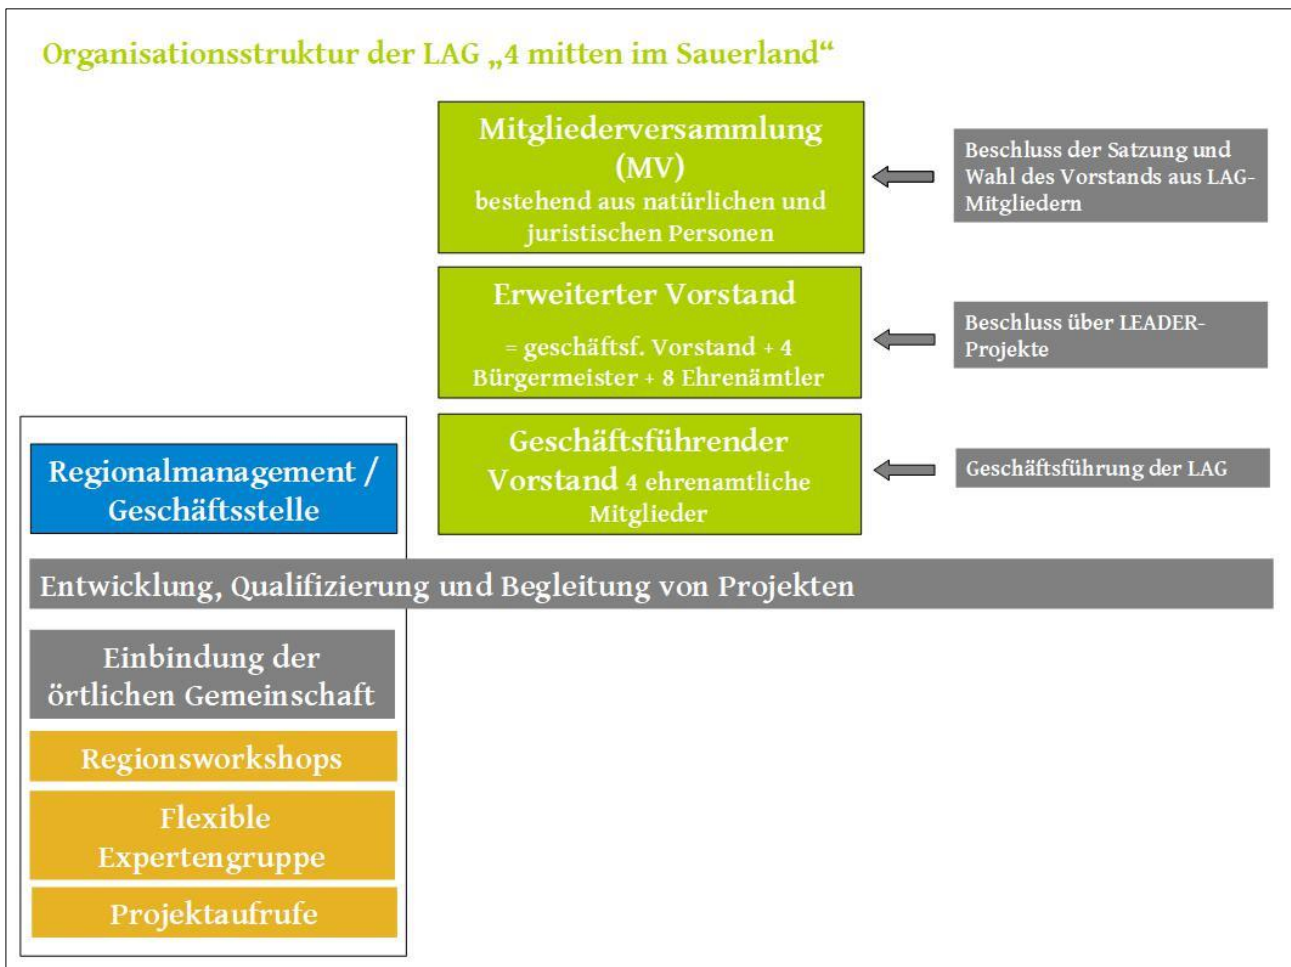 Organisationsstruktur der LAG „4 mitten im Sauerland“
Mitgliederversammlung
(MV)
bestehend aus natürlichen und
juristischen Personen
Beschluss der Satzung und
Wahl des Vorstands aus LAG-
Mitgliedern
Erweiterter Vorstand
= geschäftsf. Vorstand + 4
Bürgermeister + 8 Ehrenämtler
Beschluss über LEADER-
Projekte
Geschäftsführender
Vorstand 4 ehrenamtliche
Mitglieder
Geschäftsführung der LAG
Regionalmanagement /
Geschäftsstelle
Entwicklung, Qualifizierung und Begleitung von Projekten
Einbindung der
örtlichen Gemeinschaft
Regionsworkshops
Flexible
Expertengruppe
Projektaufrufe